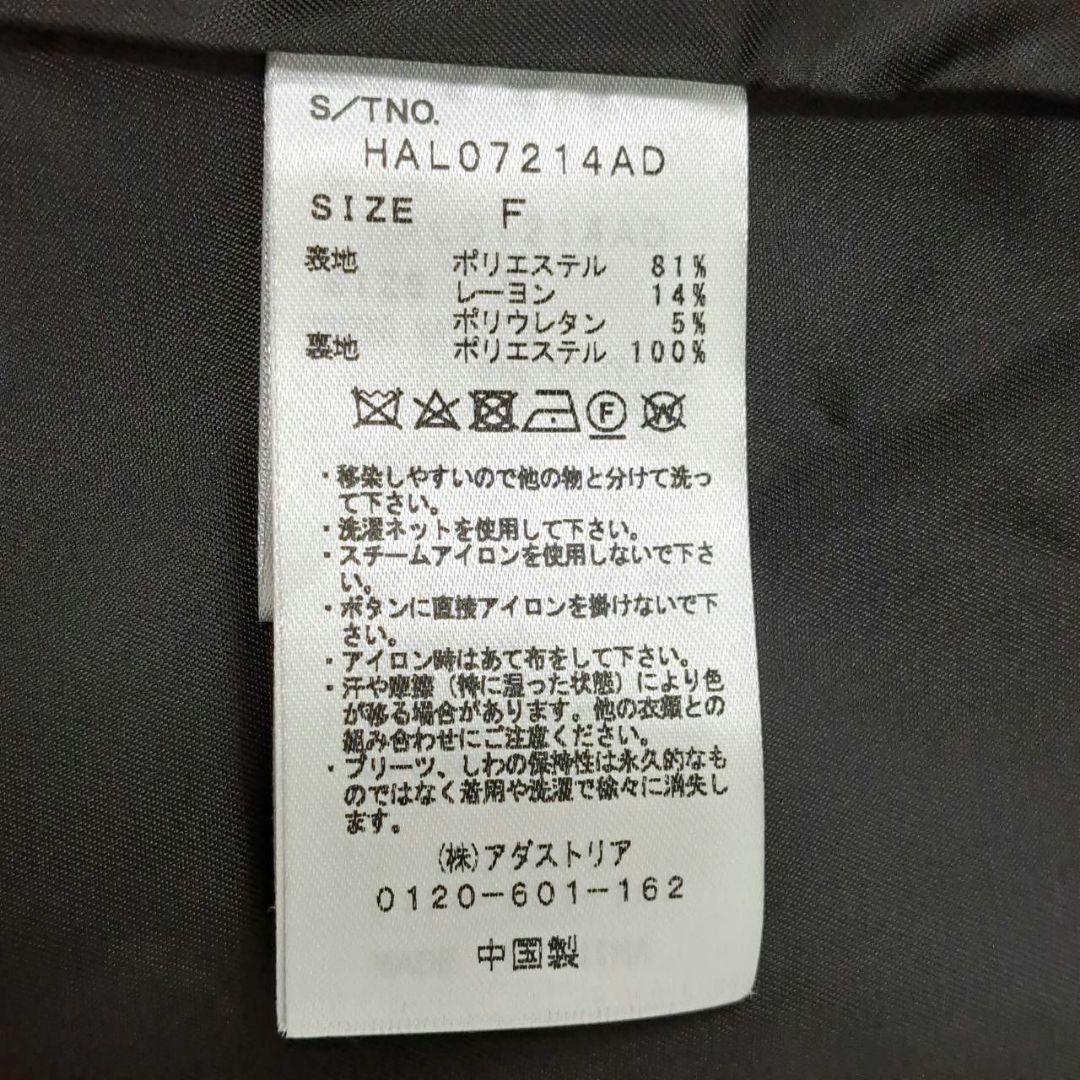 S/TNO.
HAL07214AD
SIZE F
表地 ポリエステル 81%
レーヨン 14%
ポリウレタン 5%
裏地 ポリエステル 100%
F W
・移染しやすいので他の物と分けて洗っ
て下さい。
・洗濯ネットを使用して下さい。
・スチームアイロンを使用しないで下さ
い。
・ボタンに直接アイロンを掛けないで下
さい。
・アイロン時はあて布をして下さい。
・汗や摩擦(特に湿った状態)により色
が移る場合があります。他の衣類との
組み合わせにご注意ください。
・プリーツ、しわの保持性は永久的なも
のではなく着用や洗濯で徐々に消失し
ます。
(株)アダストリア
0120-601-162
中国製